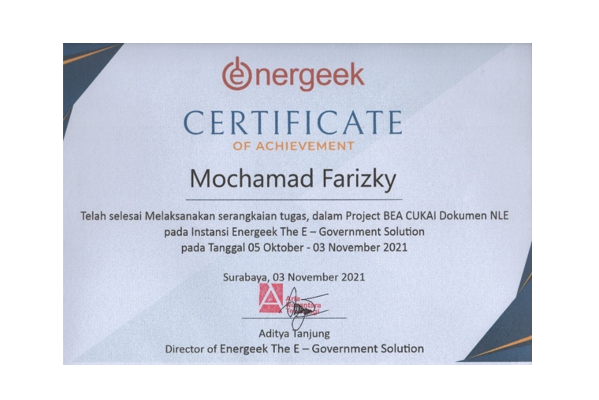 energeek
CERTIFICATE
OF ACHIEVEMENT
Mochamad Farizky
Telah selesai Melaksanakan serangkaian tugas, dalam Project BEA CUKAI Dokumen NLE
pada Instansi Energeek The E – Government Solution
pada Tanggal 05 Oktober - 03 November 2021
Surabaya, 03 November 2021
Aditya Tanjung
Director of Energeek The E – Government Solution